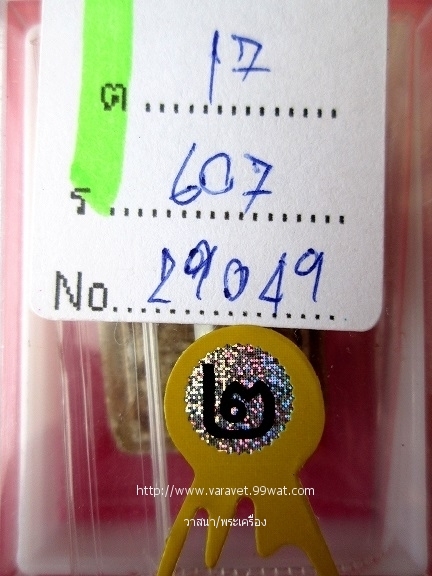 ต ........ 17
ร ........ 607
No. 29049
๒
http://www.varavet.99wat.com
วาสนา/พระเครื่อง